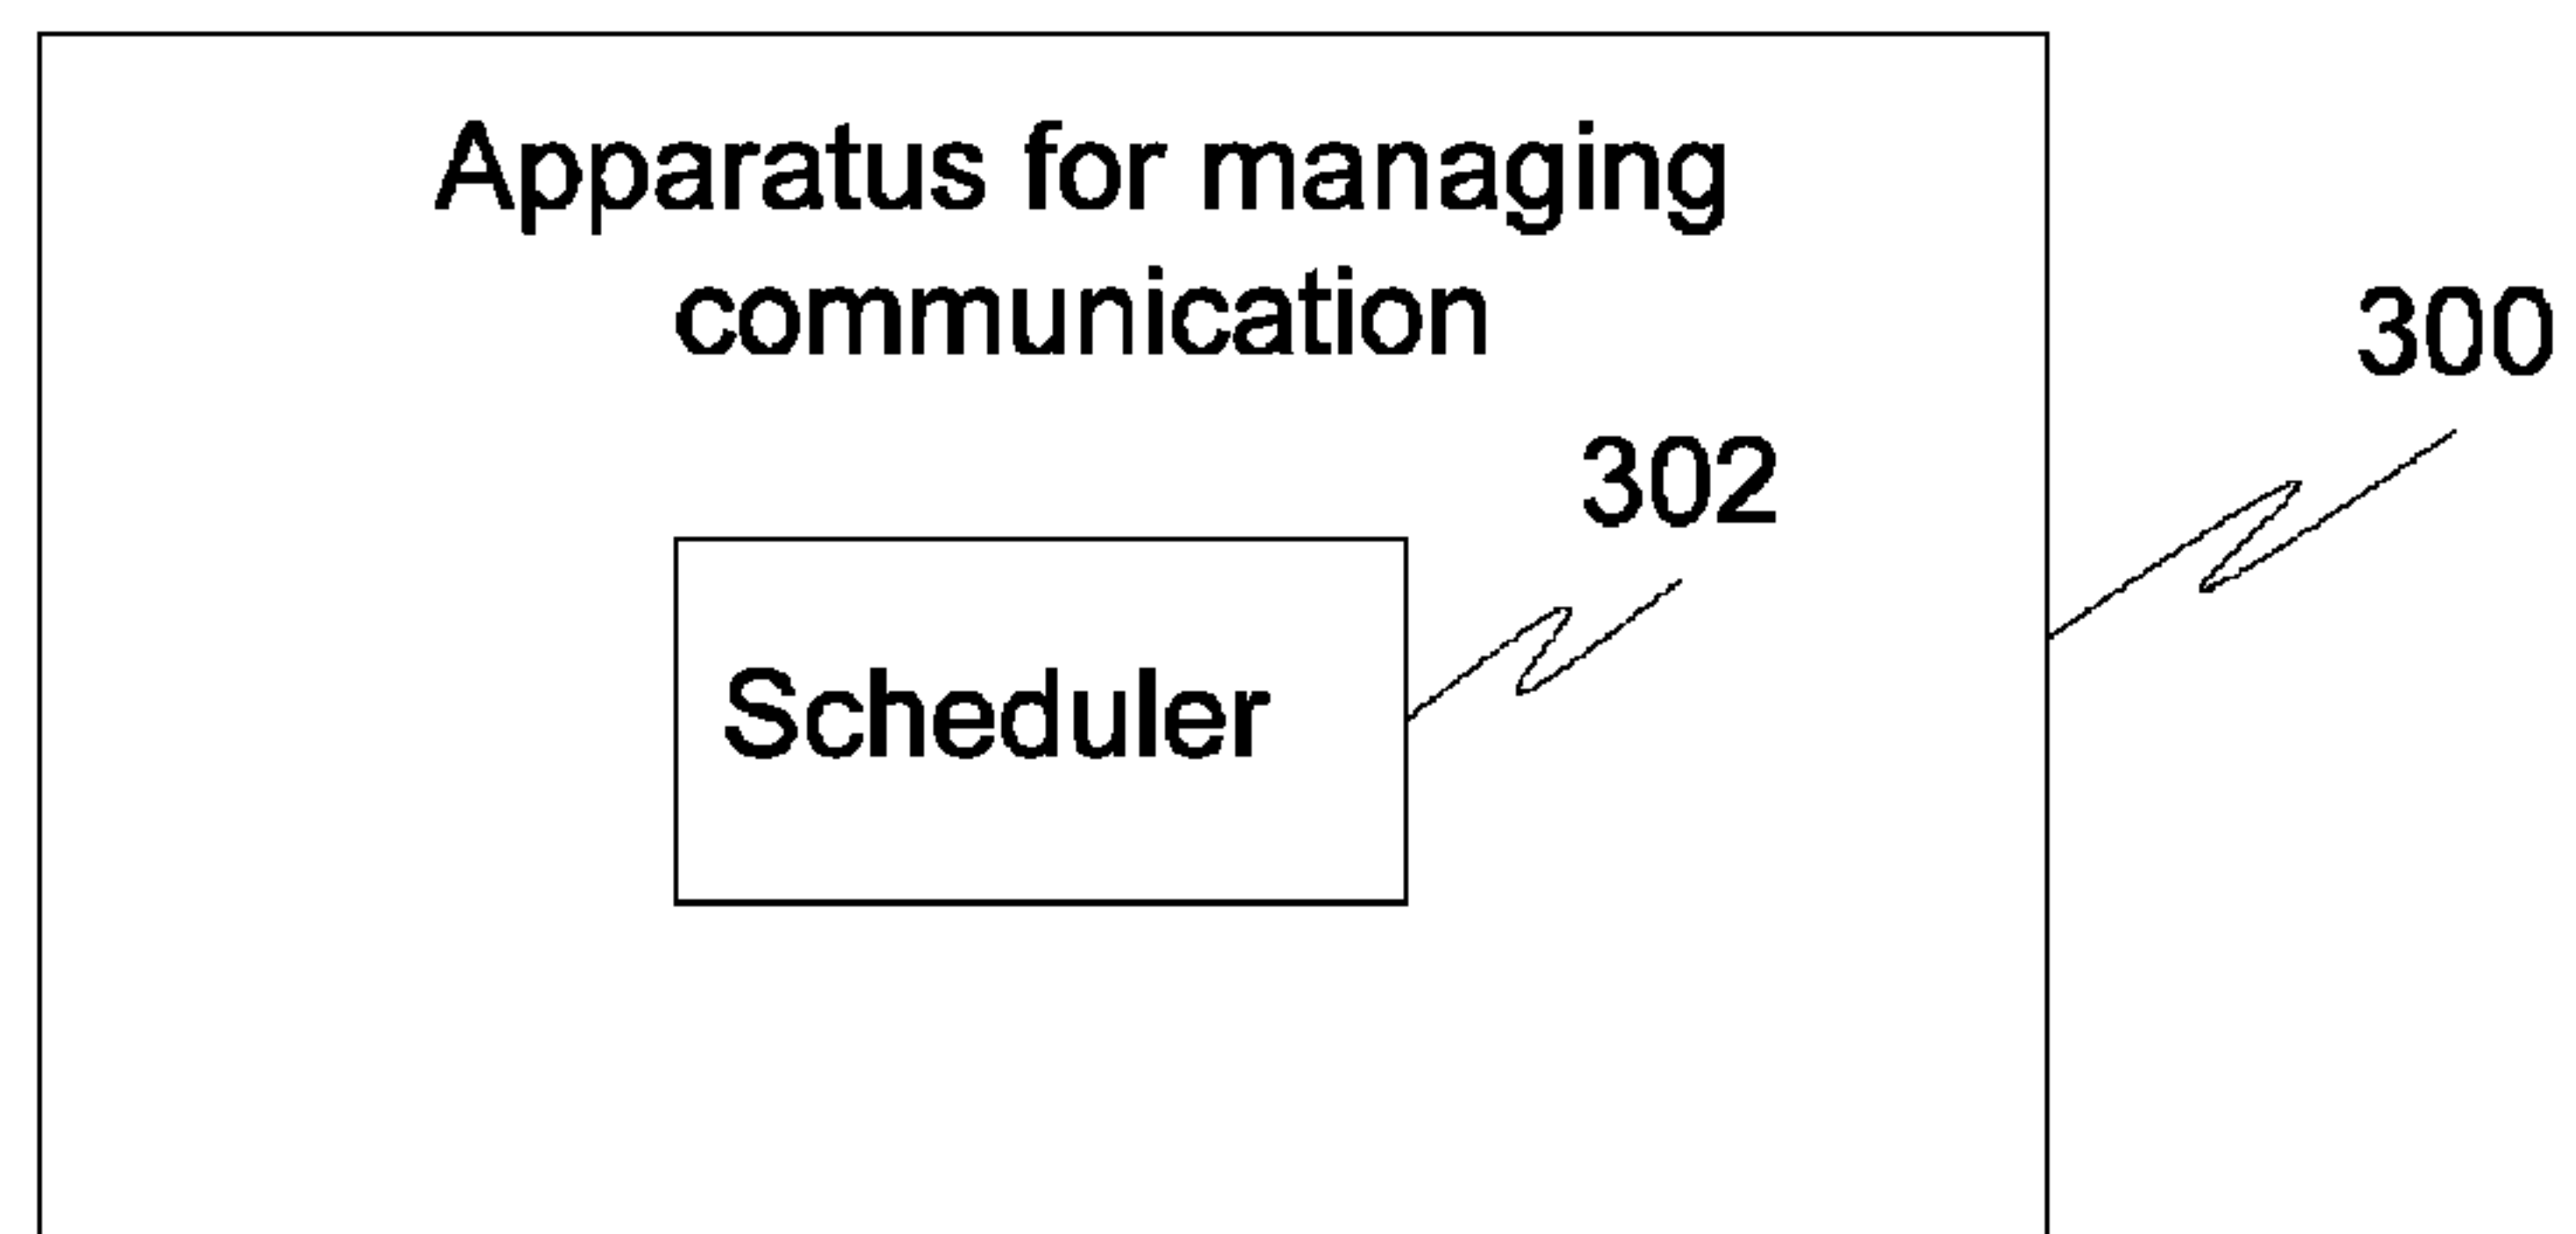 Apparatus for managing
communication
300
302
Scheduler